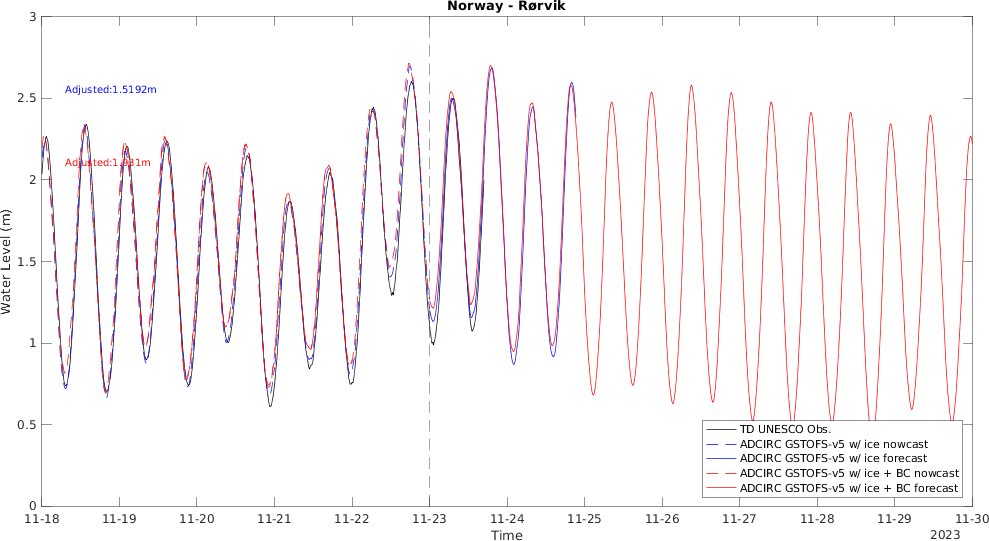 Norway - Rørvik
3
2.5
2
1.5
1
0.5
0
Water Level (m)
Adjusted:1.5192m
TD UNESCO Obs.
ADCIRC GSTOFS-v5 w/ ice nowcast
ADCIRC GSTOFS-v5 w/ ice forecast
ADCIRC GSTOFS-v5 w/ ice + BC nowcast
ADCIRC GSTOFS-v5 w/ ice + BC forecast
11-18 11-19 11-20 11-21 11-22 11-23 11-24 11-25 11-26 11-27 11-28 11-29 11-30
Time
2023